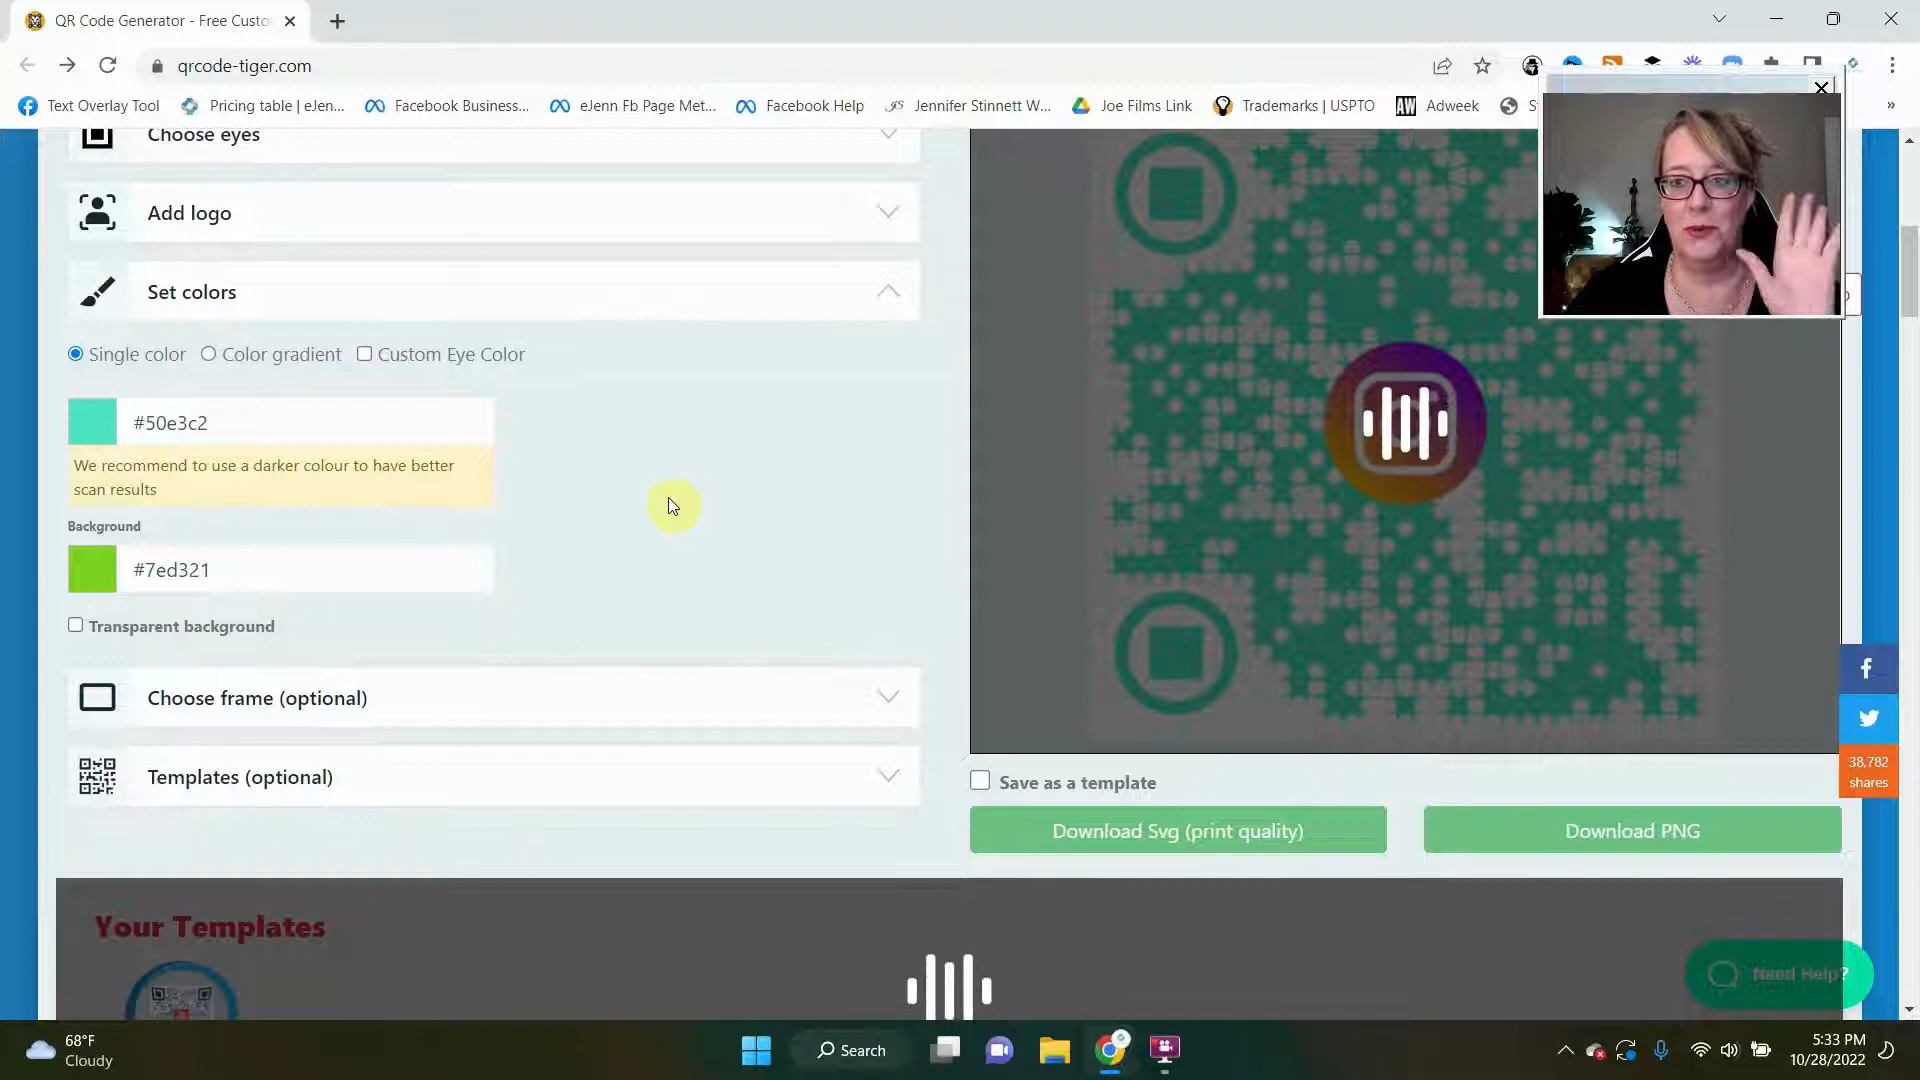 QR Code Generator - Free Custo
qrcode-tiger.com
Text Overlay Tool
Pricing table | eJen...
Facebook Business...
eJenn Fb Page Met...
Facebook Help
JS Jennifer Stinnett W...
Joe Films Link
Trademarks | USPTO
AW Adweek
»
Choose eyes
Add logo
Set colors
Single color Color gradient Custom Eye Color
#50e3c2
We recommend to use a darker colour to have better
scan results
Background
#7ed321
Transparent background
Choose frame (optional)
Templates (optional)
38,782
shares
Save as a template
Download Svg (print quality)
Download PNG
Your Templates
Need Help?
68°F
Cloudy
Search
5:33 PM
10/28/2022